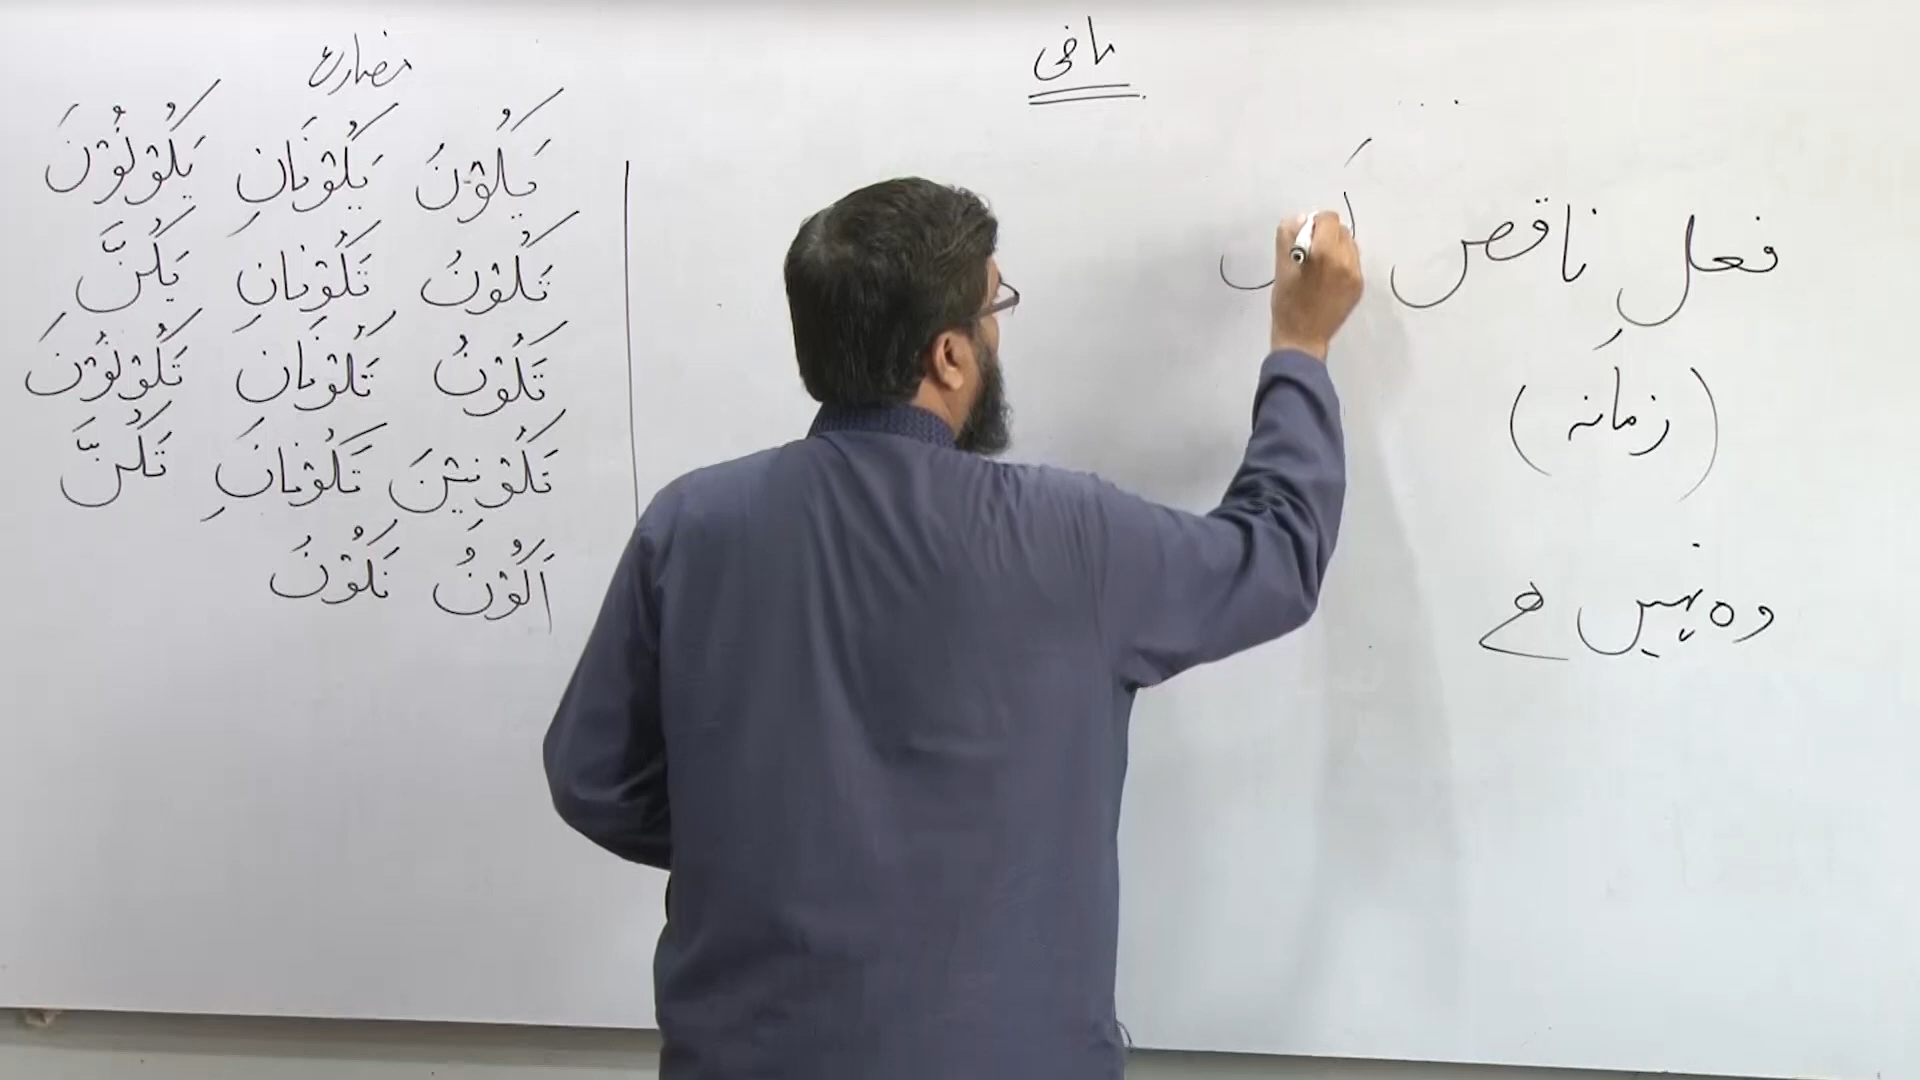 ماضی
فعل ناقص
(زمانہ)
وہ نہیں ہے
مضارع
يَكُوْنُ يَكُوْنَانِ يَكُوْنُوْنَ
تَكُوْنُ تَكُوْنَانِ يَكُنَّ
تَكُوْنُ تَكُوْنَانِ تَكُوْنُوْنَ
تَكُوْنِيْنَ تَكُوْنَانِ تَكُنَّ
اَكُوْنُ نَكُوْنُ